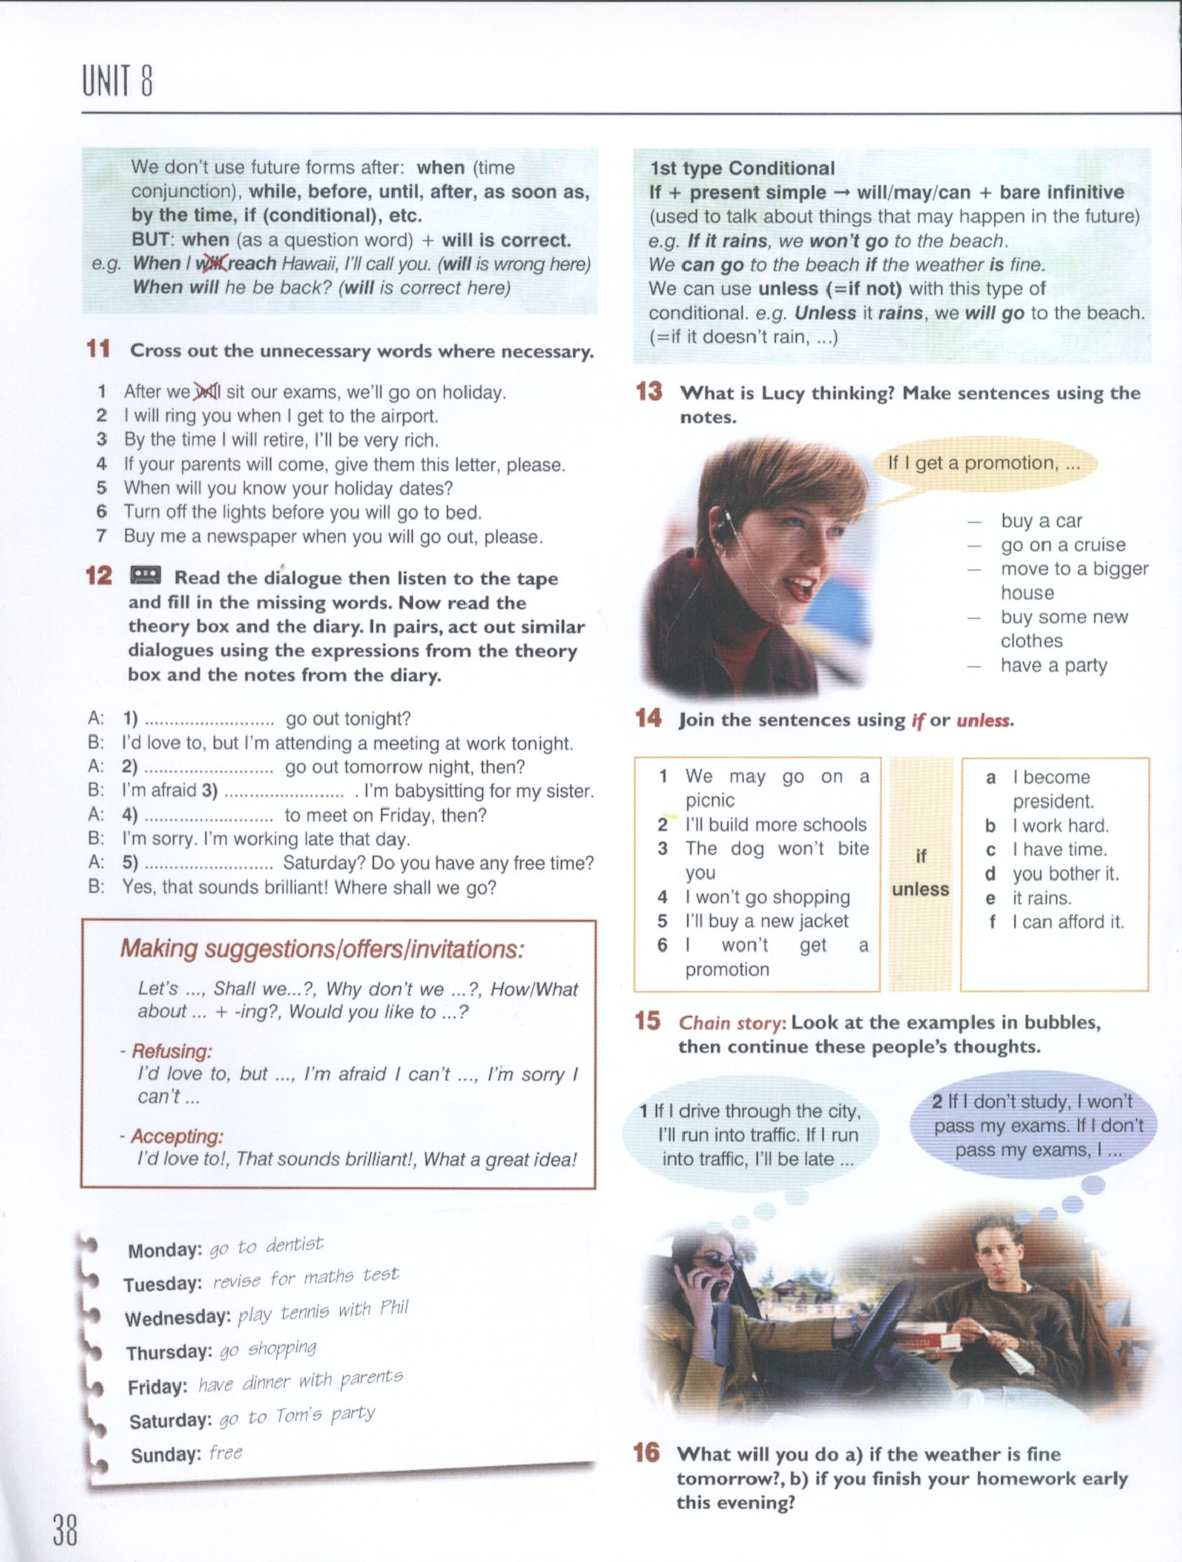 UNIT 8
We don't use future forms after: when (time
conjunction), while, before, until, after, as soon as,
by the time, if (conditional), etc.
BUT: when (as a question word) + will is correct.
e.g. When I will reach Hawaii, I'll call you. (will is wrong here)
When will he be back? (will is correct here)
11 Cross out the unnecessary words where necessary.
1 After we will sit our exams, we'll go on holiday.
2 I will ring you when I get to the airport.
3 By the time I will retire, I'll be very rich.
4 If your parents will come, give them this letter, please.
5 When will you know your holiday dates?
6 Turn off the lights before you will go to bed.
7 Buy me a newspaper when you will go out, please.
12 Read the dialogue then listen to the tape
and fill in the missing words. Now read the
theory box and the diary. In pairs, act out similar
dialogues using the expressions from the theory
box and the notes from the diary.
A: 1) .......................... go out tonight?
B: I'd love to, but I'm attending a meeting at work tonight.
A: 2) .......................... go out tomorrow night, then?
B: I'm afraid 3) ........................ . I'm babysitting for my sister.
A: 4) .......................... to meet on Friday, then?
B: I'm sorry. I'm working late that day.
A: 5) .......................... Saturday? Do you have any free time?
B: Yes, that sounds brilliant! Where shall we go?
Making suggestions/offers/invitations:
Let's ..., Shall we...?, Why don't we ...?, How/What
about ... + -ing?, Would you like to ...?
- Refusing:
I'd love to, but ..., I'm afraid I can't ..., I'm sorry I
can't ...
- Accepting:
I'd love to!, That sounds brilliant!, What a great idea!
Monday: go to dentist
Tuesday: revise for maths test
Wednesday: play tennis with Phil
Thursday: go shopping
Friday: have dinner with parents
Saturday: go to Tom's party
Sunday: free
38
1st type Conditional
If + present simple → will/may/can + bare infinitive
(used to talk about things that may happen in the future)
e.g. If it rains, we won't go to the beach.
We can go to the beach if the weather is fine.
We can use unless (=if not) with this type of
conditional. e.g. Unless it rains, we will go to the beach.
(=if it doesn't rain, ...)
13 What is Lucy thinking? Make sentences using the
notes.
If I get a promotion, ...
– buy a car
– go on a cruise
– move to a bigger
house
– buy some new
clothes
– have a party
14 Join the sentences using if or unless.
1 We may go on a
picnic
2 I'll build more schools
3 The dog won't bite
you
4 I won't go shopping
5 I'll buy a new jacket
6 I won't get a
promotion
if
unless
a I become
president.
b I work hard.
c I have time.
d you bother it.
e it rains.
f I can afford it.
15 Chain story: Look at the examples in bubbles,
then continue these people's thoughts.
1 If I drive through the city,
I'll run into traffic. If I run
into traffic, I'll be late ...
2 If I don't study, I won't
pass my exams. If I don't
pass my exams, I ...
16 What will you do a) if the weather is fine
tomorrow?, b) if you finish your homework early
this evening?